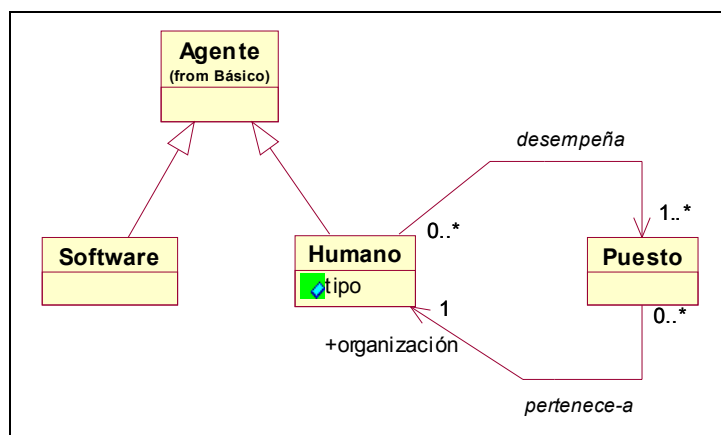 Agente
(from Básico)
desempeña
0..*
1..*
Software
Humano
tipo
Puesto
1
0..*
+organización
pertenece-a